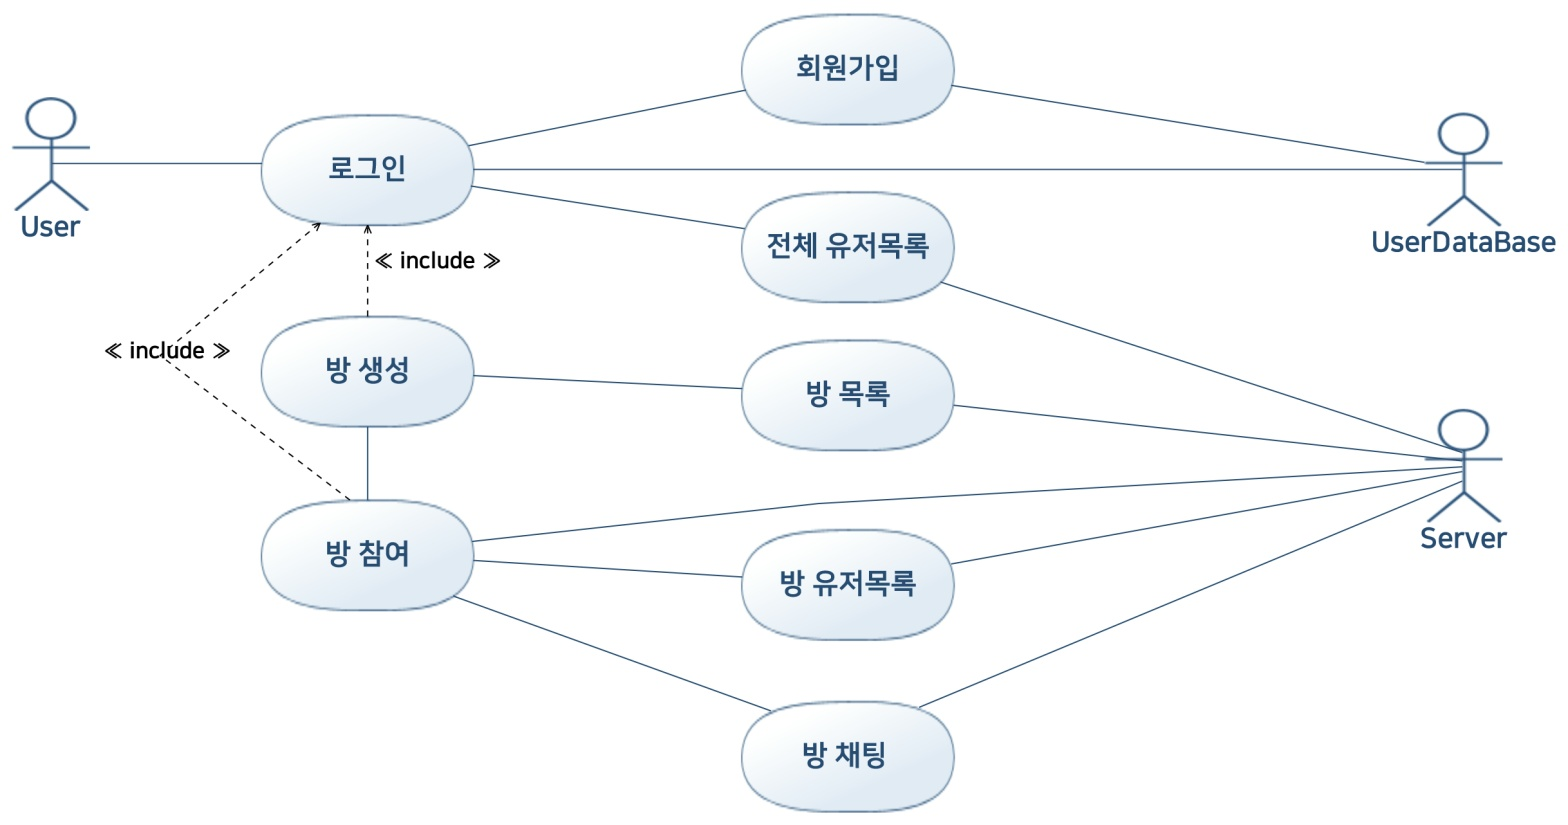 회원가입
로그인
User
UserDataBase
전체 유저목록
≪ include ≫
≪ include ≫
방 생성
방 목록
Server
방 참여
방 유저목록
방 채팅